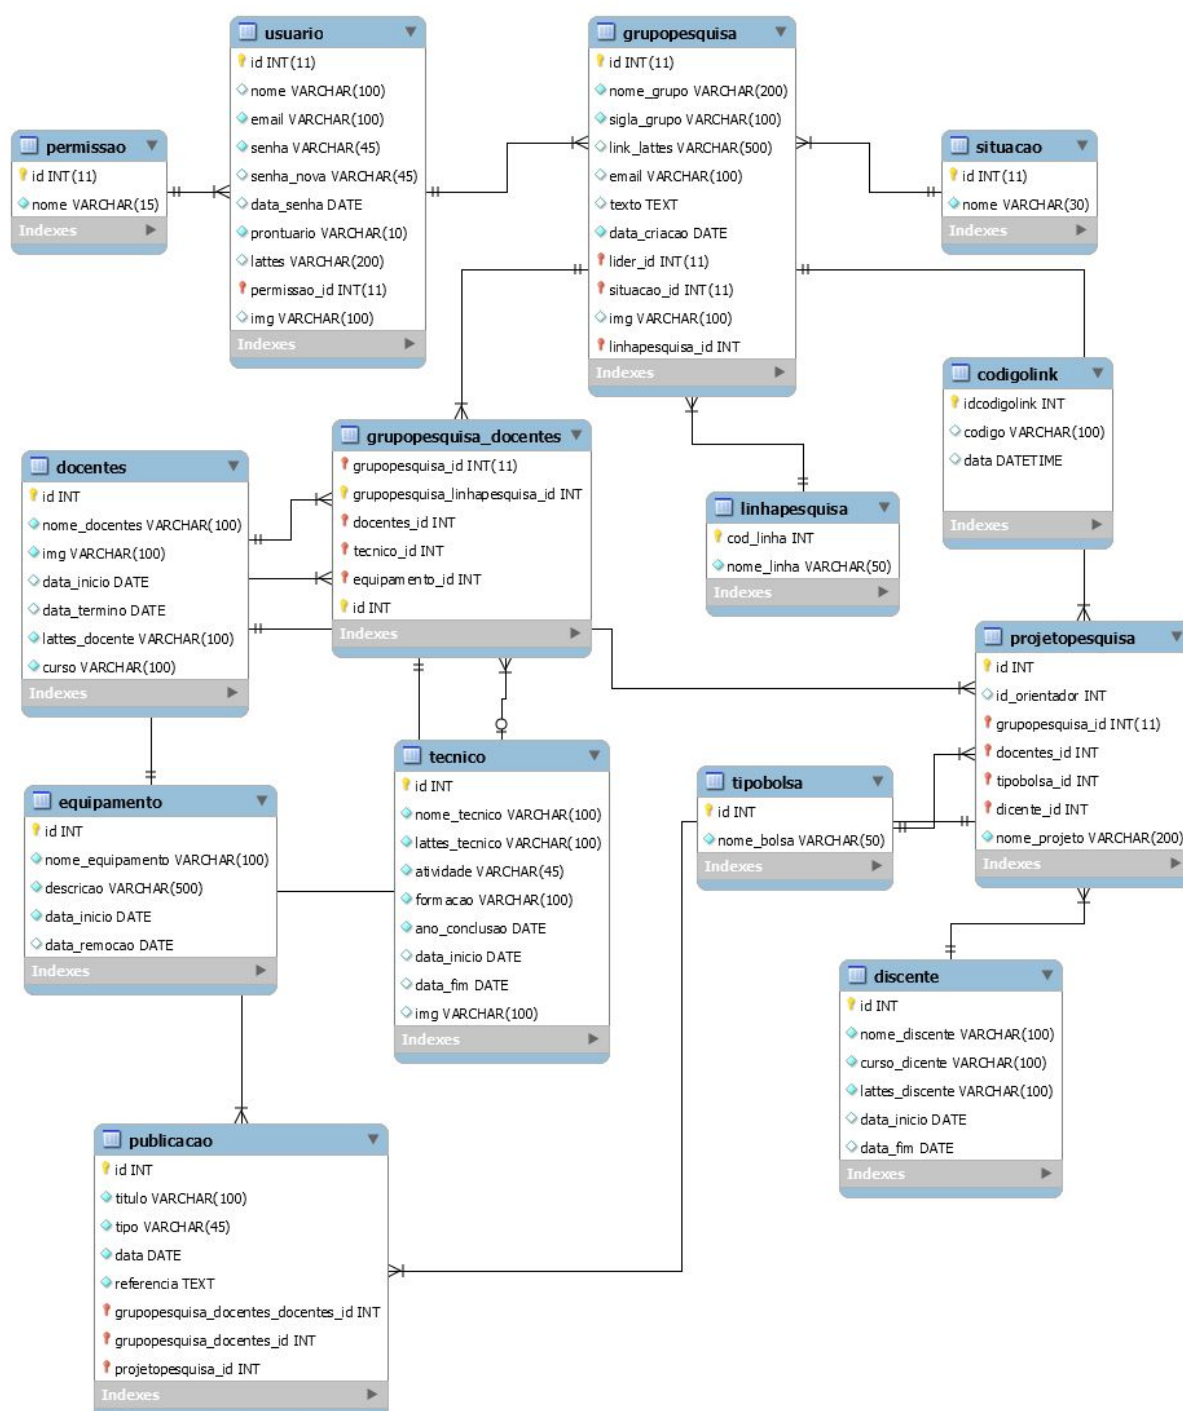 usuario
id INT(11)
nome VARCHAR(100)
email VARCHAR(100)
senha VARCHAR(45)
senha_nova VARCHAR(45)
data_senha DATE
prontuario VARCHAR(10)
lattes VARCHAR(200)
permissao_id INT(11)
img VARCHAR(100)
Indexes
grupopesquisa
id INT(11)
nome_grupo VARCHAR(200)
sigla_grupo VARCHAR(100)
link_lattes VARCHAR(500)
email VARCHAR(100)
texto TEXT
data_criacao DATE
lider_id INT(11)
situacao_id INT(11)
img VARCHAR(100)
linhapesquisa_id INT
Indexes
permissao
id INT(11)
nome VARCHAR(15)
Indexes
situacao
id INT(11)
nome VARCHAR(30)
Indexes
codigolink
idcodigolink INT
codigo VARCHAR(100)
data DATETIME
Indexes
grupopesquisa_docentes
grupopesquisa_id INT(11)
grupopesquisa_linhapesquisa_id INT
docentes_id INT
tecnico_id INT
equipamento_id INT
id INT
Indexes
docentes
id INT
nome_docentes VARCHAR(100)
img VARCHAR(100)
data_inicio DATE
data_termino DATE
lattes_docente VARCHAR(100)
curso VARCHAR(100)
Indexes
linhapesquisa
cod_linha INT
nome_linha VARCHAR(50)
Indexes
projetopesquisa
id INT
id_orientador INT
grupopesquisa_id INT(11)
docentes_id INT
tipobolsa_id INT
dicente_id INT
nome_projeto VARCHAR(200)
Indexes
tecnico
id INT
nome_tecnico VARCHAR(100)
lattes_tecnico VARCHAR(100)
atividade VARCHAR(45)
formacao VARCHAR(100)
ano_conclusao DATE
data_inicio DATE
data_fim DATE
img VARCHAR(100)
Indexes
tipobolsa
id INT
nome_bolsa VARCHAR(50)
Indexes
equipamento
id INT
nome_equipamento VARCHAR(100)
descricao VARCHAR(500)
data_inicio DATE
data_remocao DATE
Indexes
discente
id INT
nome_discente VARCHAR(100)
curso_dicente VARCHAR(100)
lattes_discente VARCHAR(100)
data_inicio DATE
data_fim DATE
Indexes
publicacao
id INT
titulo VARCHAR(100)
tipo VARCHAR(45)
data DATE
referencia TEXT
grupopesquisa_docentes_docentes_id INT
grupopesquisa_docentes_id INT
projetopesquisa_id INT
Indexes